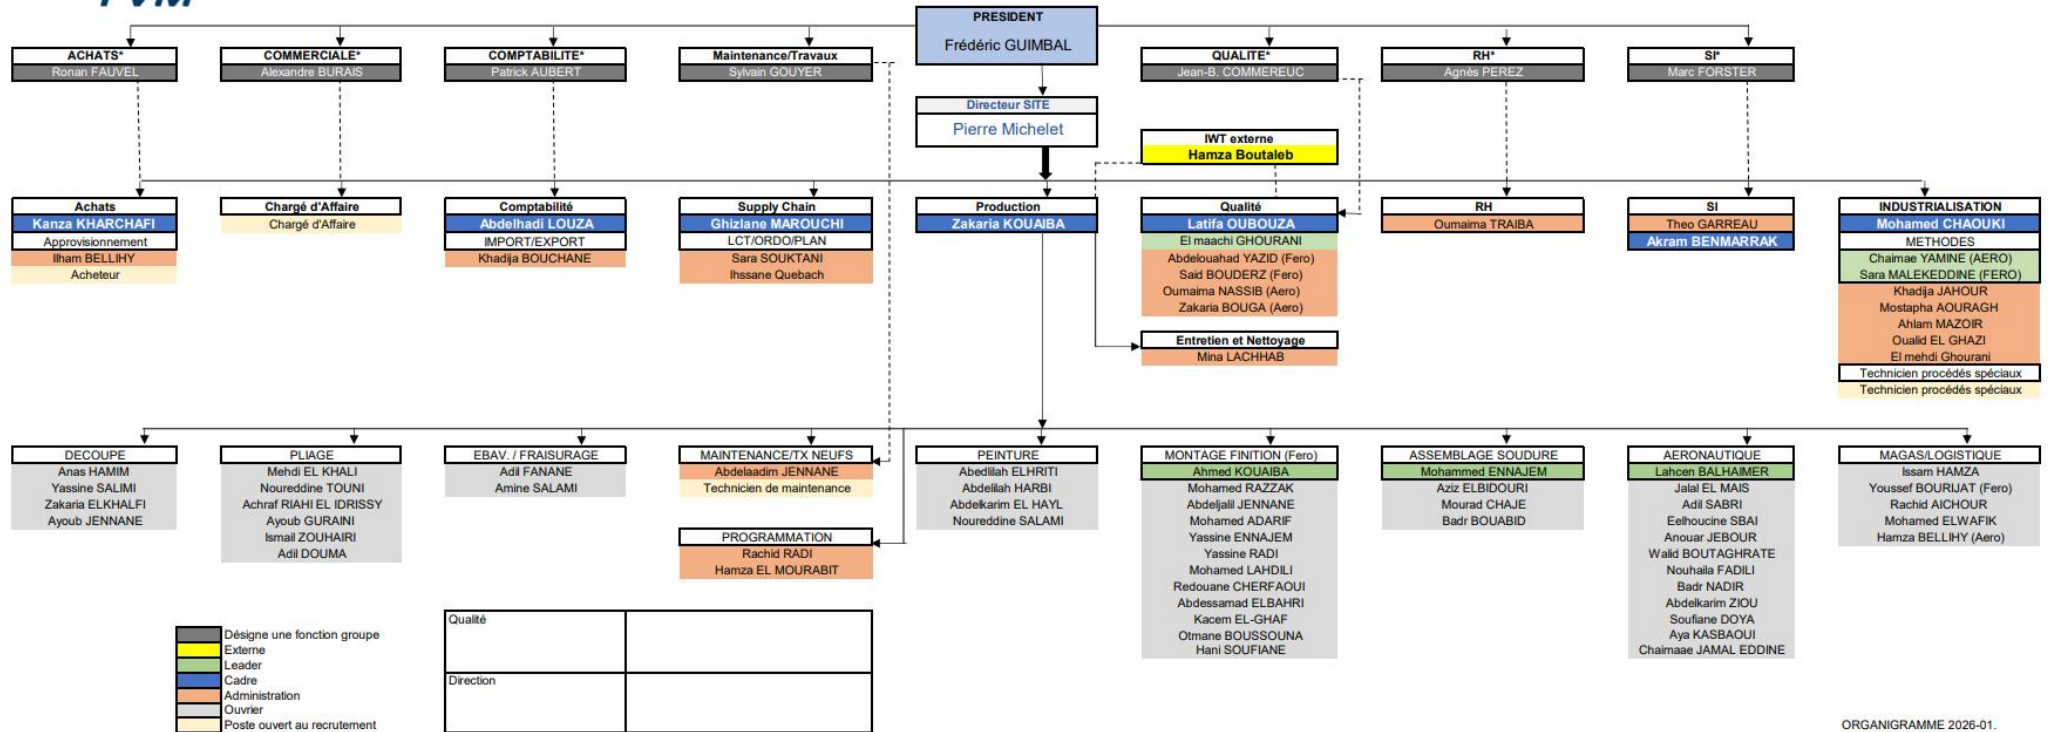 PRESIDENT
Frédéric GUIMBAL
ACHATS*
Ronan FAUVEL
COMMERCIALE*
Alexandre BURAIS
COMPTABILITE*
Patrick AUBERT
Maintenance/Travaux
Sylvain GOUYER
QUALITE*
Jean-B. COMMEREUC
RH*
Agnès PEREZ
SI*
Marc FORSTER
Directeur SITE
Pierre Michelet
IWT externe
Hamza Boutaleb
Achats
Kanza KHARCHAFI
Approvisionnement
Ilham BELLIHY
Acheteur
Chargé d'Affaire
Chargé d'Affaire
Comptabilité
Abdelhadi LOUZA
IMPORT/EXPORT
Khadija BOUCHANE
Supply Chain
Ghizlane MAROUCHI
LCT/ORDO/PLAN
Sara SOUKTANI
Ihssane Quebach
Production
Zakaria KOUAIBA
Qualité
Latifa OUBOUZA
El maachi GHOURANI
Abdelouahad YAZID (Fero)
Said BOUDERZ (Fero)
Oumaima NASSIB (Aero)
Zakaria BOUGA (Aero)
Entretien et Nettoyage
Mina LACHHAB
RH
Oumaima TRAIBA
SI
Theo GARREAU
Akram BENMARRAK
INDUSTRIALISATION
Mohamed CHAOUKI
METHODES
Chaimae YAMINE (AERO)
Sara MALEKEDDINE (FERO)
Khadija JAHOUR
Mostapha AOURAGH
Ahlam MAZOIR
Oualid EL GHAZI
El mehdi Ghourani
Technicien procédés spéciaux
Technicien procédés spéciaux
DECOUPE
Anas HAMIM
Yassine SALIMI
Zakaria ELKHALFI
Ayoub JENNANE
PLIAGE
Mehdi EL KHALI
Noureddine TOUNI
Achraf RIAHI EL IDRISSY
Ayoub GURAINI
Ismail ZOUHAIRI
Adil DOUMA
EBAV. / FRAISURAGE
Adil FANANE
Amine SALAMI
MAINTENANCE/TX NEUFS
Abdelaadim JENNANE
Technicien de maintenance
PROGRAMMATION
Rachid RADI
Hamza EL MOURABIT
PEINTURE
Abedlilah ELHRITI
Abdelilah HARBI
Abdelkarim EL HAYL
Noureddine SALAMI
MONTAGE FINITION (Fero)
Ahmed KOUAIBA
Mohamed RAZZAK
Abdeljalil JENNANE
Mohamed ADARIF
Yassine ENNAJEM
Yassine RADI
Mohamed LAHDILI
Redouane CHERFAOUI
Abdessamad ELBAHRI
Kacem EL-GHAF
Otmane BOUSSOUNA
Hani SOUFIANE
ASSEMBLAGE SOUDURE
Mohammed ENNAJEM
Aziz ELBIDOURI
Mourad CHAJE
Badr BOUABID
AERONAUTIQUE
Lahcen BALHAIMER
Jalal EL MAIS
Adil SABRI
Eelhoucine SBAI
Anouar JEBOUR
Walid BOUTAGHRATE
Nouhaila FADILI
Badr NADIR
Abdelkarim ZIOU
Soufiane DOYA
Aya KASBAOUI
Chaimaae JAMAL EDDINE
MAGAS/LOGISTIQUE
Issam HAMZA
Youssef BOURIJAT (Fero)
Rachid AICHOUR
Mohamed ELWAFIK
Hamza BELLIHY (Aero)
Désigne une fonction groupe
Externe
Leader
Cadre
Administration
Ouvrier
Poste ouvert au recrutement
Qualité
Direction
ORGANIGRAMME 2026-01.